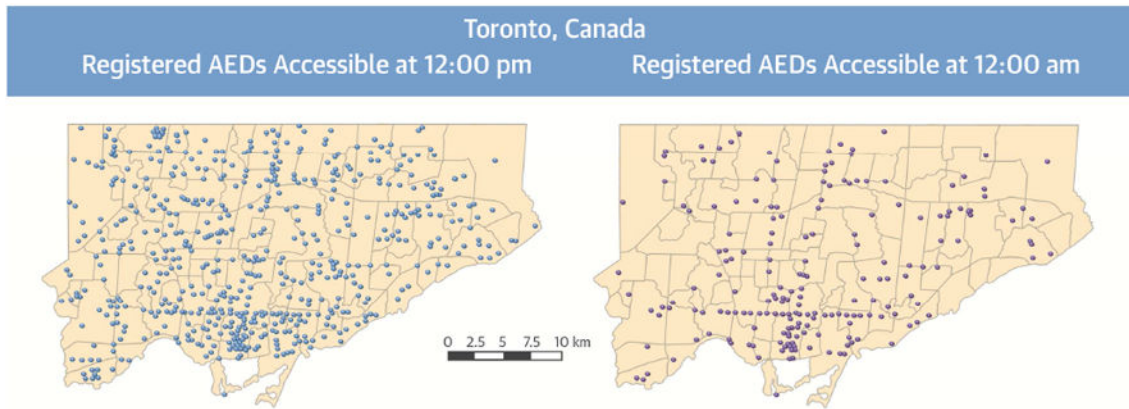 Toronto, Canada
Registered AEDs Accessible at 12:00 pm
Registered AEDs Accessible at 12:00 am
0 2.5 5 7.5 10 km